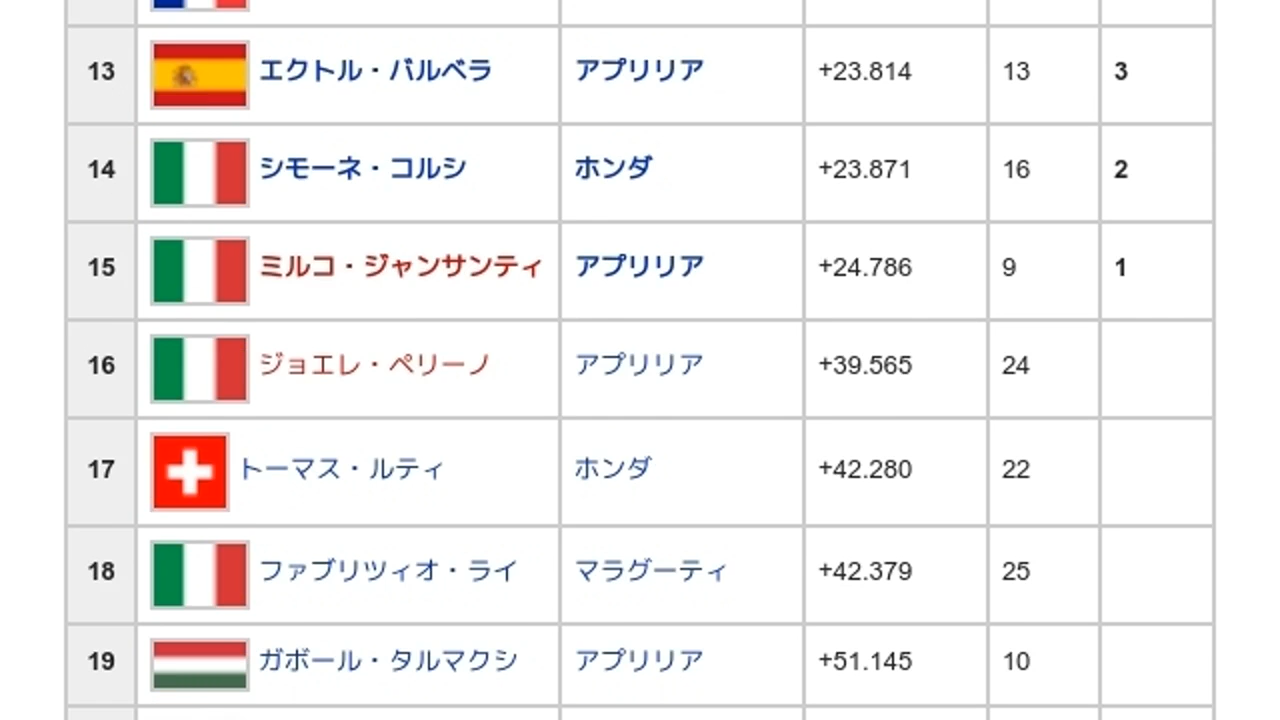 13 エクトル・バルベラ アプリリア +23.814 13 3
14 シモーネ・コルシ ホンダ +23.871 16 2
15 ミルコ・ジャンサンティ アプリリア +24.786 9 1
16 ジョエレ・ペリーノ アプリリア +39.565 24
17 トーマス・ルティ ホンダ +42.280 22
18 ファブリツィオ・ライ マラグーティ +42.379 25
19 ガボール・タルマクシ アプリリア +51.145 10